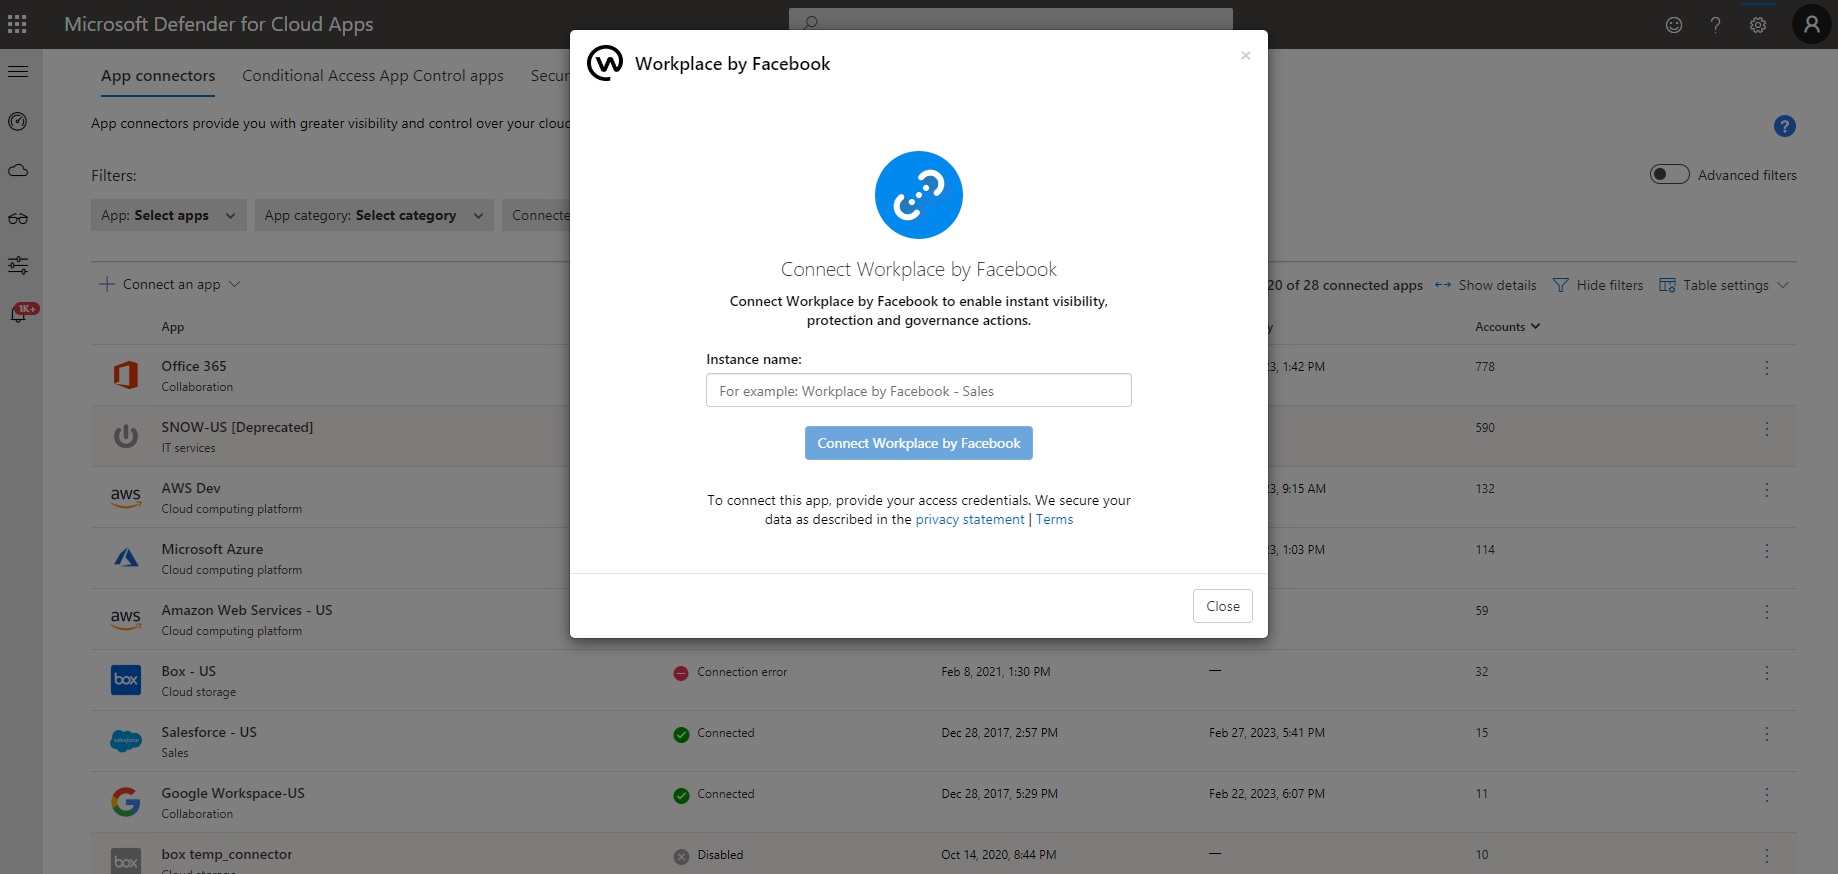 Microsoft Defender for Cloud Apps
App connectors
Conditional Access App Control apps
Secur
App connectors provide you with greater visibility and control over your cloud
Filters:
Advanced filters
App: Select apps
App category: Select category
Connecte
Connect an app
20 of 28 connected apps
Show details
Hide filters
Table settings
App
y
Accounts
1K+
Office 365
Collaboration
3, 1:42 PM
778
SNOW-US [Deprecated]
IT services
590
aws
AWS Dev
Cloud computing platform
3, 9:15 AM
132
Microsoft Azure
Cloud computing platform
3, 1:03 PM
114
aws
Amazon Web Services - US
Cloud computing platform
59
box
Box - US
Cloud storage
Connection error
Feb 8, 2021, 1:30 PM
—
32
salesforce
Salesforce - US
Sales
Connected
Dec 28, 2017, 2:57 PM
Feb 27, 2023, 5:41 PM
15
Google Workspace-US
Collaboration
Connected
Dec 28, 2017, 5:29 PM
Feb 22, 2023, 6:07 PM
11
box
box temp_connector
Cloud storage
Disabled
Oct 14, 2020, 8:44 PM
—
10
Workplace by Facebook
Connect Workplace by Facebook
Connect Workplace by Facebook to enable instant visibility,
protection and governance actions.
Instance name:
For example: Workplace by Facebook - Sales
Connect Workplace by Facebook
To connect this app, provide your access credentials. We secure your
data as described in the privacy statement | Terms
Close